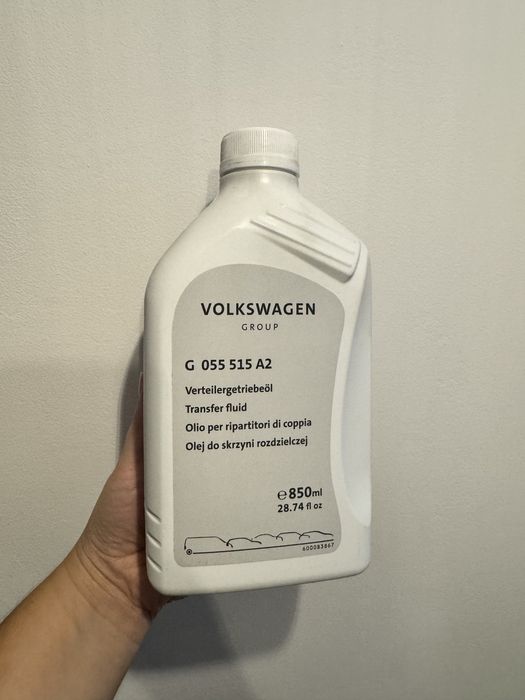 VOLKSWAGEN
GROUP
G 055 515 A2
Verteilergetriebeöl
Transfer fluid
Olio per ripartitori di coppia
Olej do skrzyni rozdzielczej
℮850ml
28.74 fl oz
600083867